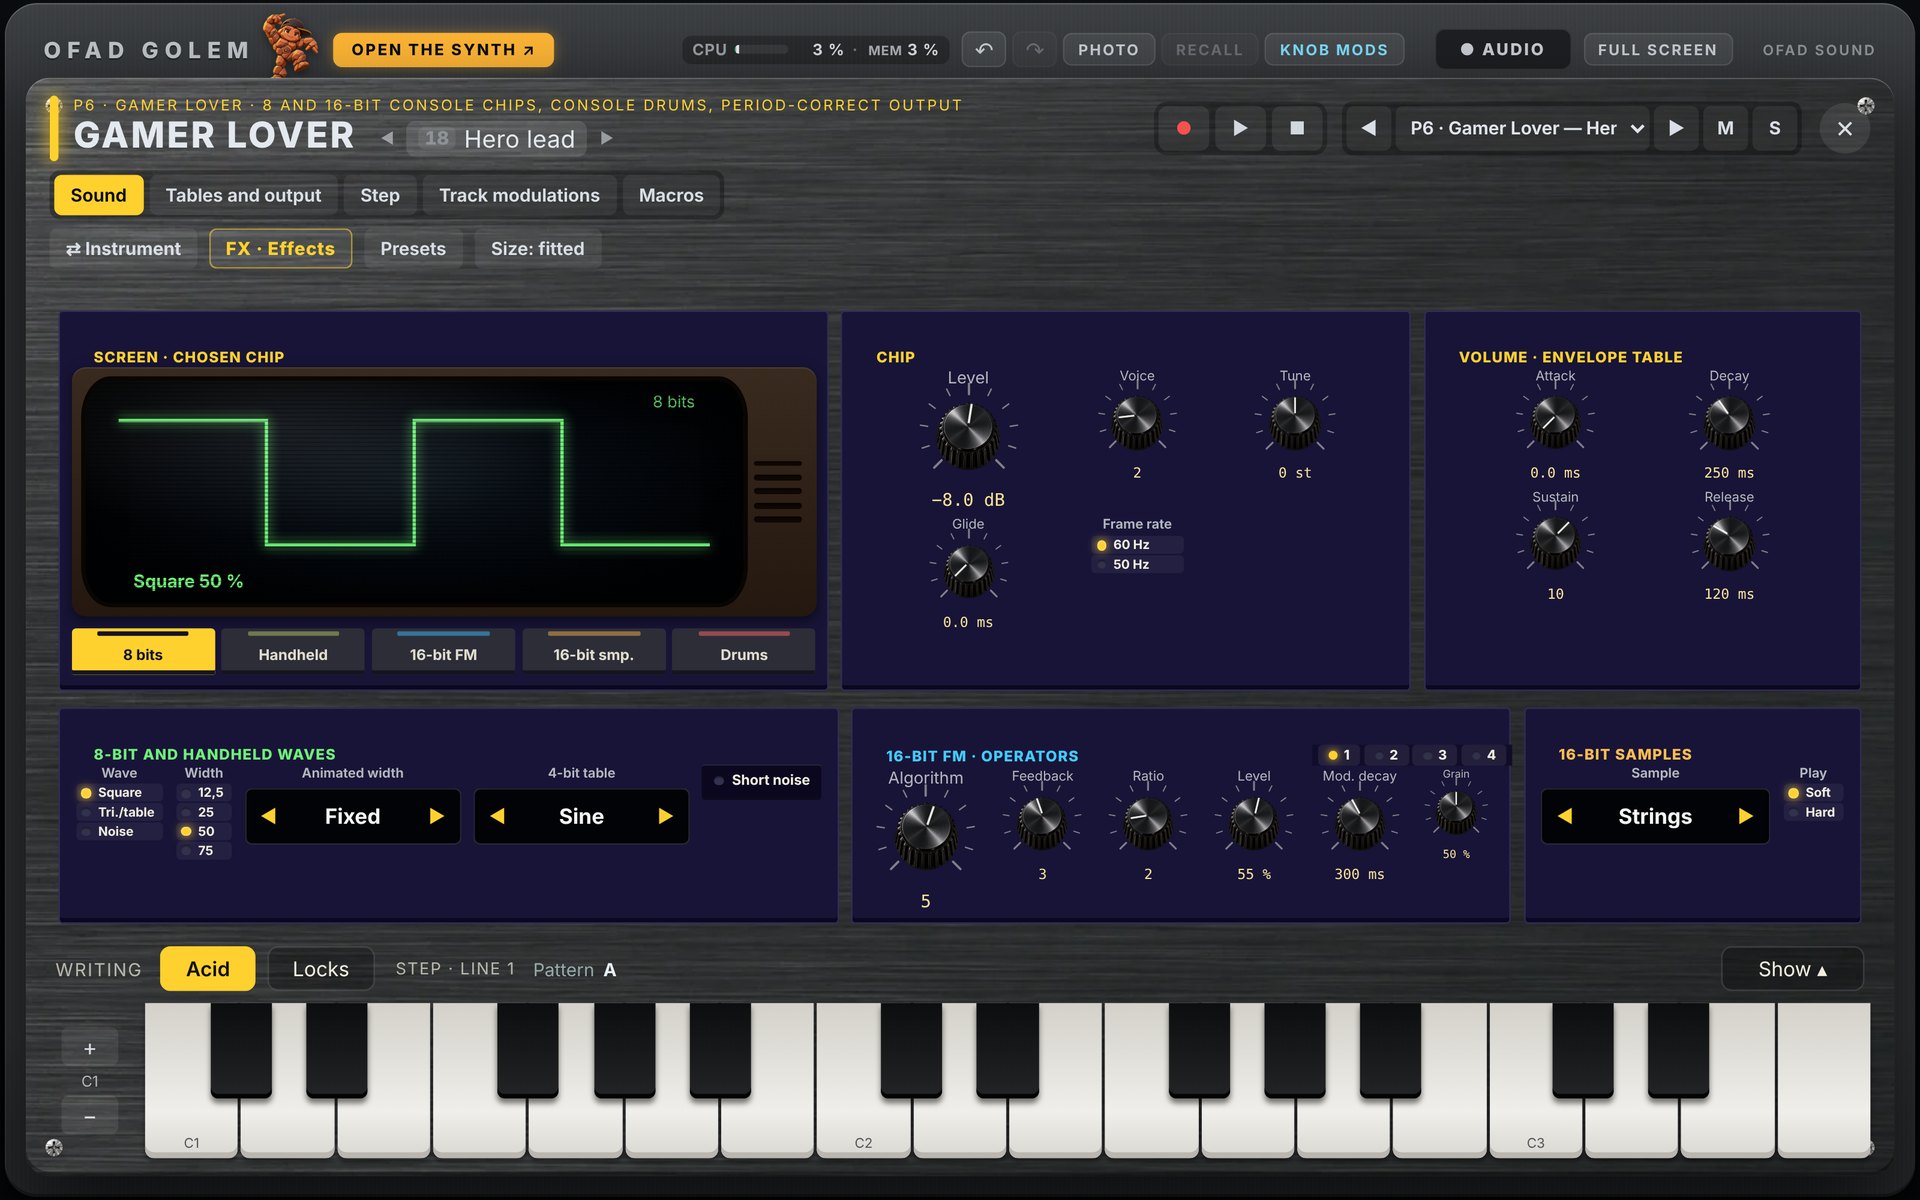 OFAD GOLEM
OPEN THE SYNTH ↗
CPU 3 % · MEM 3 %
PHOTO
RECALL
KNOB MODS
AUDIO
FULL SCREEN
OFAD SOUND
P6 · GAMER LOVER · 8 AND 16-BIT CONSOLE CHIPS, CONSOLE DRUMS, PERIOD-CORRECT OUTPUT
GAMER LOVER
18 Hero lead
P6 · Gamer Lover — Her
M
S
Sound
Tables and output
Step
Track modulations
Macros
⇄ Instrument
FX · Effects
Presets
Size: fitted
SCREEN · CHOSEN CHIP
8 bits
Square 50 %
8 bits
Handheld
16-bit FM
16-bit smp.
Drums
CHIP
Level
−8.0 dB
Voice
2
Tune
0 st
Glide
0.0 ms
Frame rate
60 Hz
50 Hz
VOLUME · ENVELOPE TABLE
Attack
0.0 ms
Decay
250 ms
Sustain
10
Release
120 ms
8-BIT AND HANDHELD WAVES
Wave
Square
Tri./table
Noise
Width
12,5
25
50
75
Animated width
Fixed
4-bit table
Sine
Short noise
16-BIT FM · OPERATORS
1
2
3
4
Algorithm
5
Feedback
3
Ratio
2
Level
55 %
Mod. decay
300 ms
Grain
50 %
16-BIT SAMPLES
Sample
Strings
Play
Soft
Hard
WRITING
Acid
Locks
STEP · LINE 1
Pattern A
Show ▴
+
C1
−
C1
C2
C3